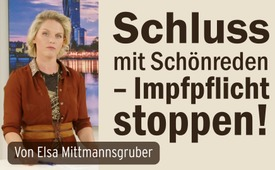 Schluss
mit Schönreden
– Impfpflicht
stoppen!
Von Elsa Mittmannsgruber